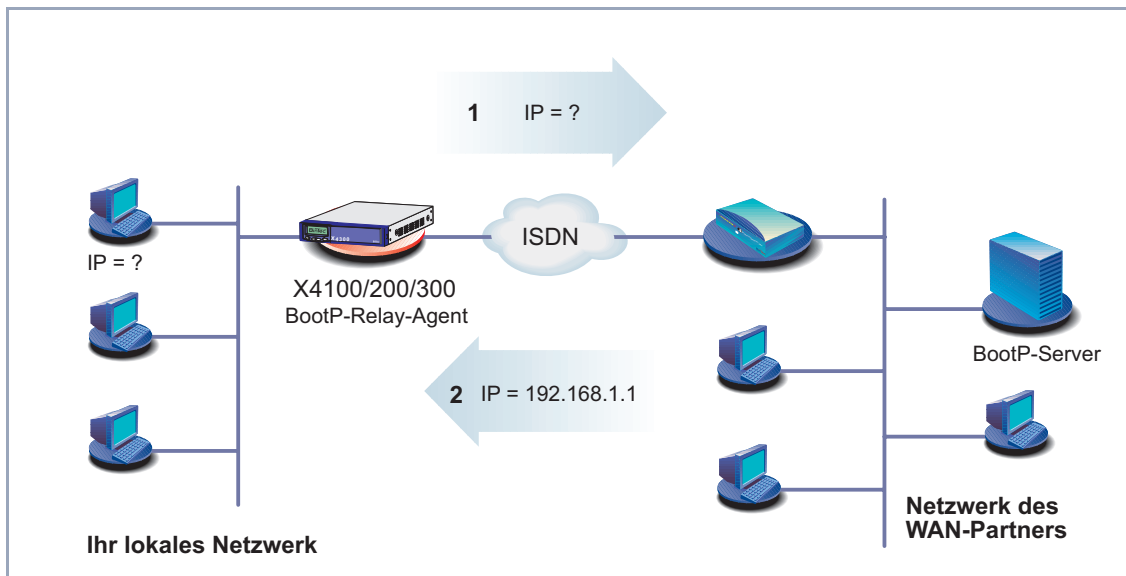 1 IP = ?
IP = ?
X4300
ISDN
X4100/200/300
BootP-Relay-Agent
BootP-Server
2 IP = 192.168.1.1
Ihr lokales Netzwerk
Netzwerk des
WAN-Partners